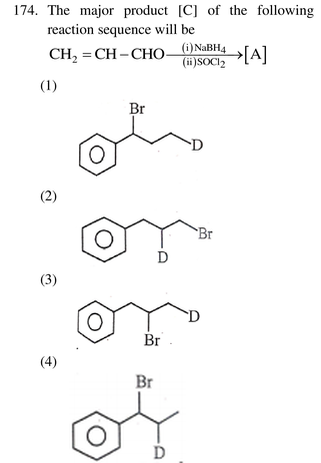 174. The major product [C] of the following
reaction sequence will be
CH₂ = CH – CHO —(i)NaBH₄/(ii)SOCl₂→ [A]
(1)
Br
D
(2)
Br
D
(3)
D
Br
(4)
Br
D